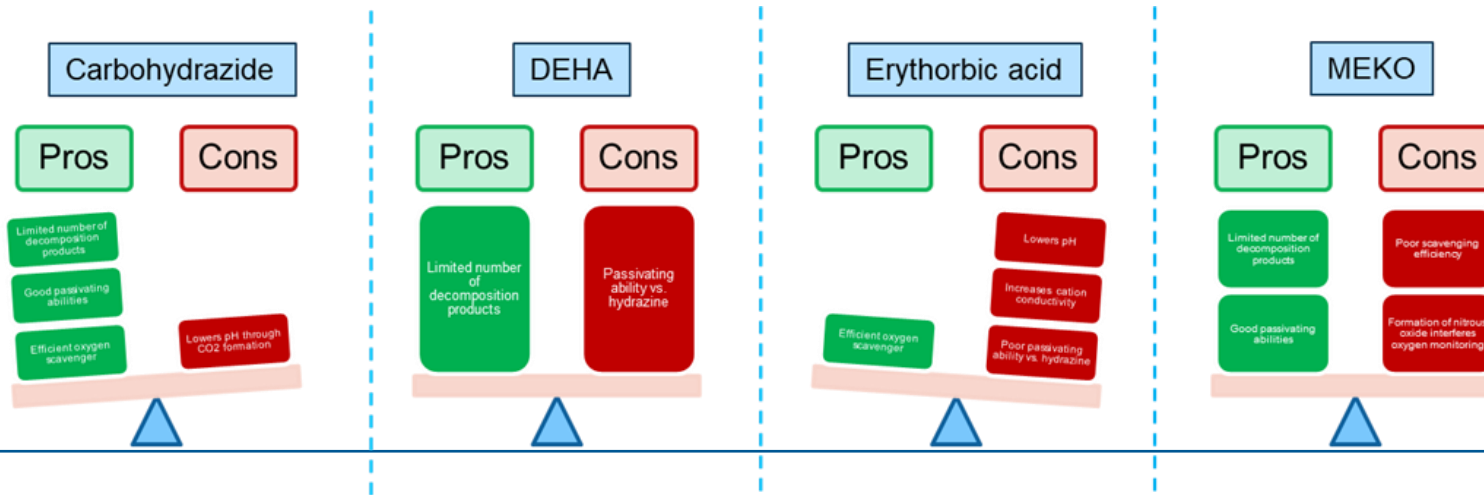 Carbohydrazide
Pros
Cons
Limited number of
decomposition
products
Good passivating
abilities
Efficient oxygen
scavenger
Lowers pH through
CO2 formation
DEHA
Pros
Cons
Limited number
of
decomposition
products
Passivating
ability vs.
hydrazine
Erythorbic acid
Pros
Cons
Efficient oxygen
scavenger
Lowers pH
Increases cation
conductivity
Poor passivating
ability vs. hydrazine
MEKO
Pros
Cons
Limited number of
decomposition
products
Good passivating
abilities
Poor scavenging
efficiency
Formation of nitrous
oxide interferes
oxygen monitoring